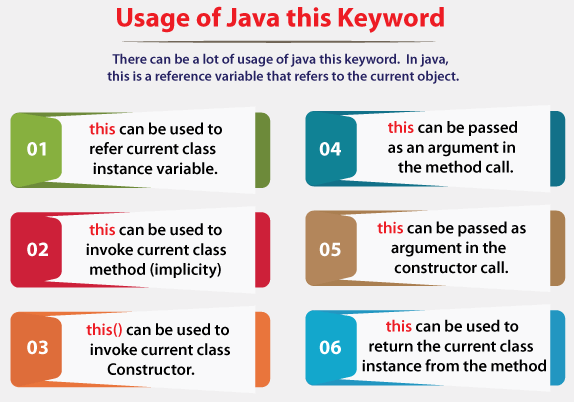 Usage of Java this Keyword
There can be a lot of usage of java this keyword. In java,
this is a reference variable that refers to the current object.
01
this can be used to
refer current class
instance variable.
02
this can be used to
invoke current class
method (implicity)
03
this() can be used to
invoke current class
Constructor.
04
this can be passed
as an argument in
the method call.
05
this can be passed as
argument in the
constructor call.
06
this can be used to
return the current class
instance from the method